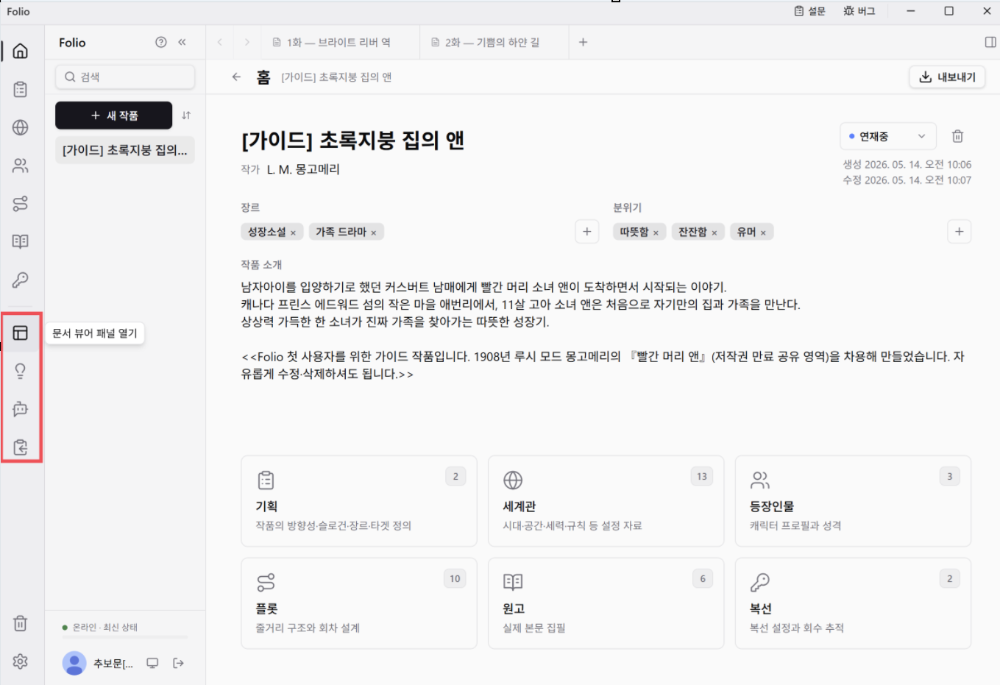 Folio
설문
버그
Folio
1화 — 브라이트 리버 역
2화 — 기쁨의 하얀 길
검색
홈
[가이드] 초록지붕 집의 앤
내보내기
+ 새 작품
[가이드] 초록지붕 집의...
[가이드] 초록지붕 집의 앤
연재중
작가 L. M. 몽고메리
생성 2026. 05. 14. 오전 10:06
수정 2026. 05. 14. 오전 10:07
장르
분위기
성장소설 ×
가족 드라마 ×
따뜻함 ×
잔잔함 ×
유머 ×
작품 소개
남자아이를 입양하기로 했던 커스버트 남매에게 빨간 머리 소녀 앤이 도착하면서 시작되는 이야기.
캐나다 프린스 에드워드 섬의 작은 마을 애번리에서, 11살 고아 소녀 앤은 처음으로 자기만의 집과 가족을 만난다.
상상력 가득한 한 소녀가 진짜 가족을 찾아가는 따뜻한 성장기.
문서 뷰어 패널 열기
<<Folio 첫 사용자를 위한 가이드 작품입니다. 1908년 루시 모드 몽고메리의 『빨간 머리 앤』(저작권 만료 공유 영역)을 차용해 만들었습니다. 자
유롭게 수정·삭제하셔도 됩니다.>>
2
기획
작품의 방향성·슬로건·장르·타겟 정의
13
세계관
시대·공간·세력·규칙 등 설정 자료
3
등장인물
캐릭터 프로필과 성격
10
플롯
줄거리 구조와 회차 설계
6
원고
실제 본문 집필
2
복선
복선 설정과 회수 추적
온라인 · 최신 상태
추보문[...